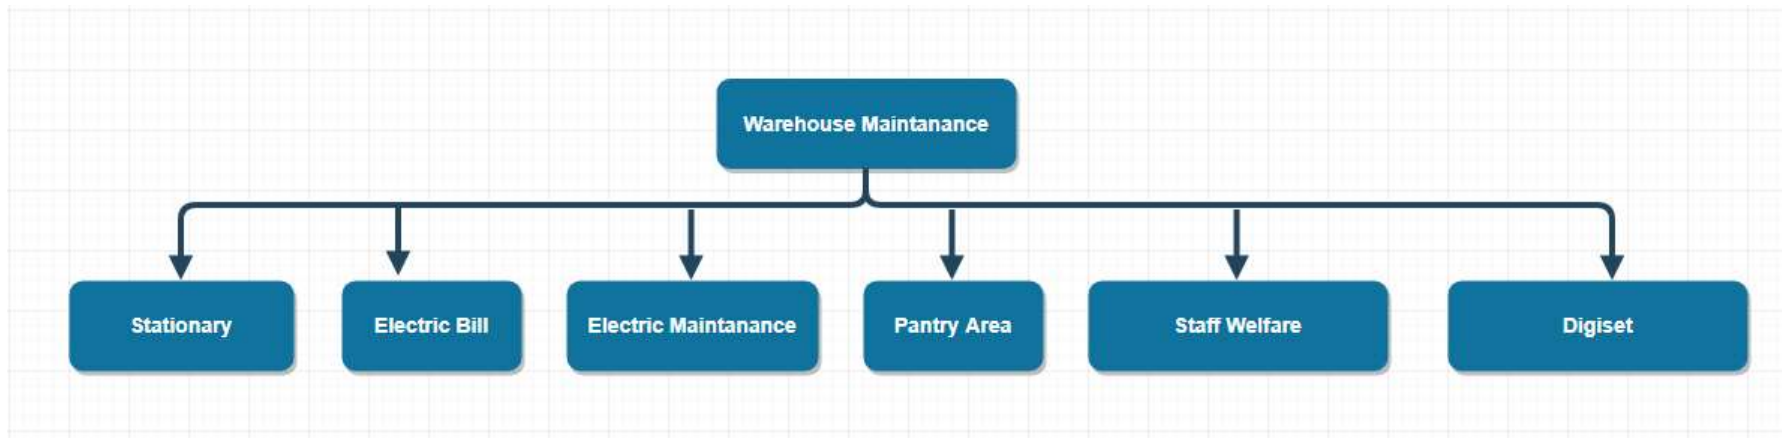 Warehouse Maintanance
Stationary
Electric Bill
Electric Maintanance
Pantry Area
Staff Welfare
Digiset